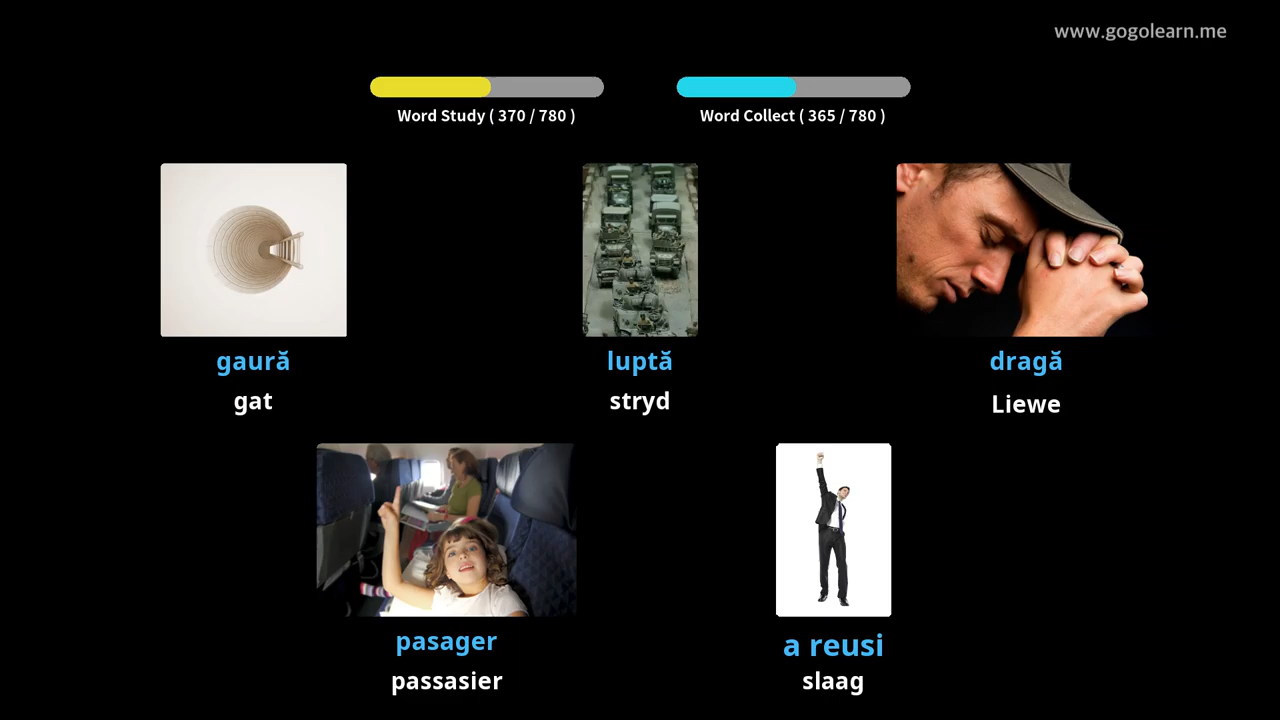 www.gogolearn.me
Word Study ( 370 / 780 )
Word Collect ( 365 / 780 )
gaură
gat
luptă
stryd
dragă
Liewe
pasager
passasier
a reusi
slaag